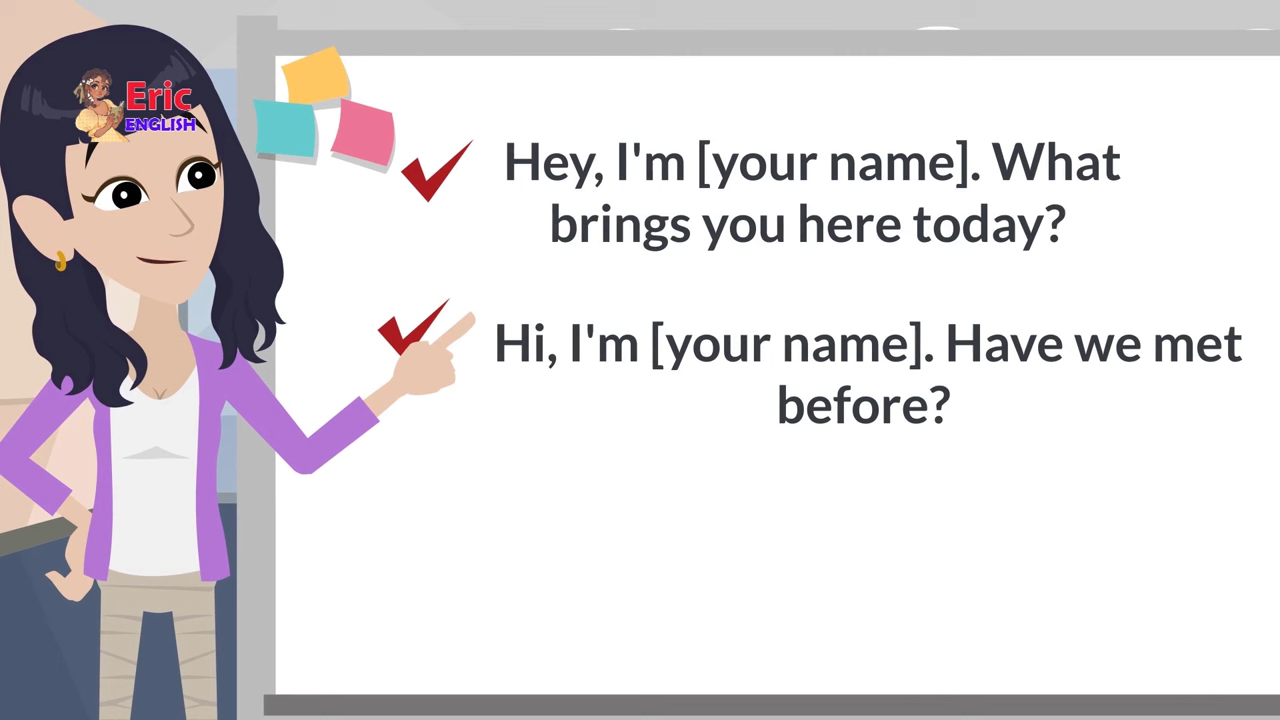 Eric
ENGLISH
Hey, I'm [your name]. What
brings you here today?
Hi, I'm [your name]. Have we met
before?